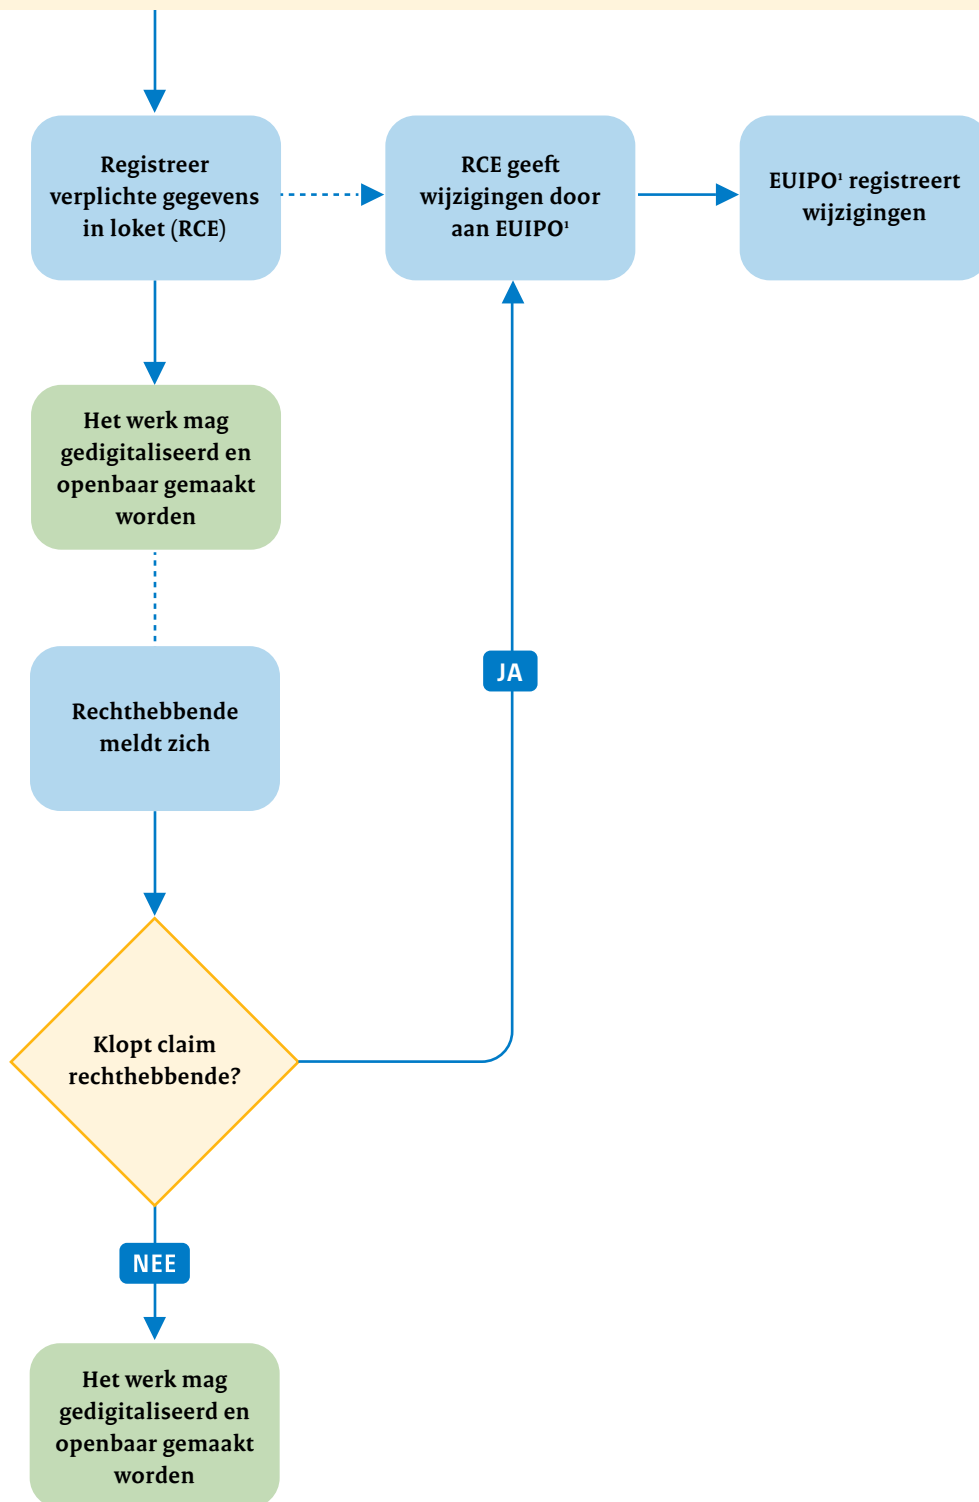 Registreer
verplichte gegevens
in loket (RCE)
RCE geeft
wijzigingen door
aan EUIPO¹
EUIPO¹ registreert
wijzigingen
Het werk mag
gedigitaliseerd en
openbaar gemaakt
worden
Rechthebbende
meldt zich
JA
Klopt claim
rechthebbende?
NEE
Het werk mag
gedigitaliseerd en
openbaar gemaakt
worden